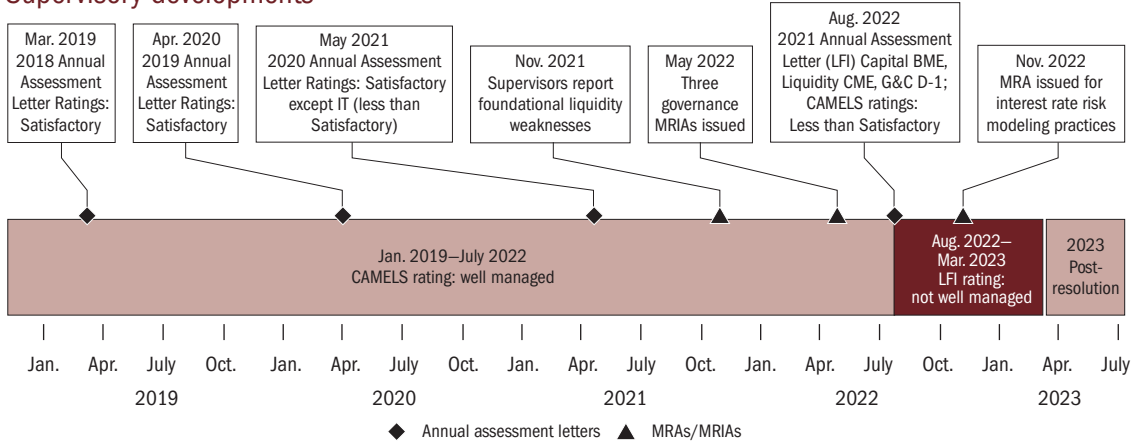 Supervisory developments
Mar. 2019
2018 Annual
Assessment
Letter Ratings:
Satisfactory
Apr. 2020
2019 Annual
Assessment
Letter Ratings:
Satisfactory
May 2021
2020 Annual Assessment
Letter Ratings: Satisfactory
except IT (less than
Satisfactory)
Nov. 2021
Supervisors report
foundational liquidity
weaknesses
May 2022
Three
governance
MRIAs issued
Aug. 2022
2021 Annual Assessment
Letter (LFI) Capital BME,
Liquidity CME, G&C D-1;
CAMELS ratings:
Less than Satisfactory
Nov. 2022
MRA issued for
interest rate risk
modeling practices
Jan. 2019–July 2022
CAMELS rating: well managed
Aug. 2022–
Mar. 2023
LFI rating:
not well managed
2023
Post-
resolution
Jan. Apr. July Oct. Jan. Apr. July Oct. Jan. Apr. July Oct. Jan. Apr. July Oct. Jan. Apr. July
2019 2020 2021 2022 2023
Annual assessment letters MRAs/MRIAs